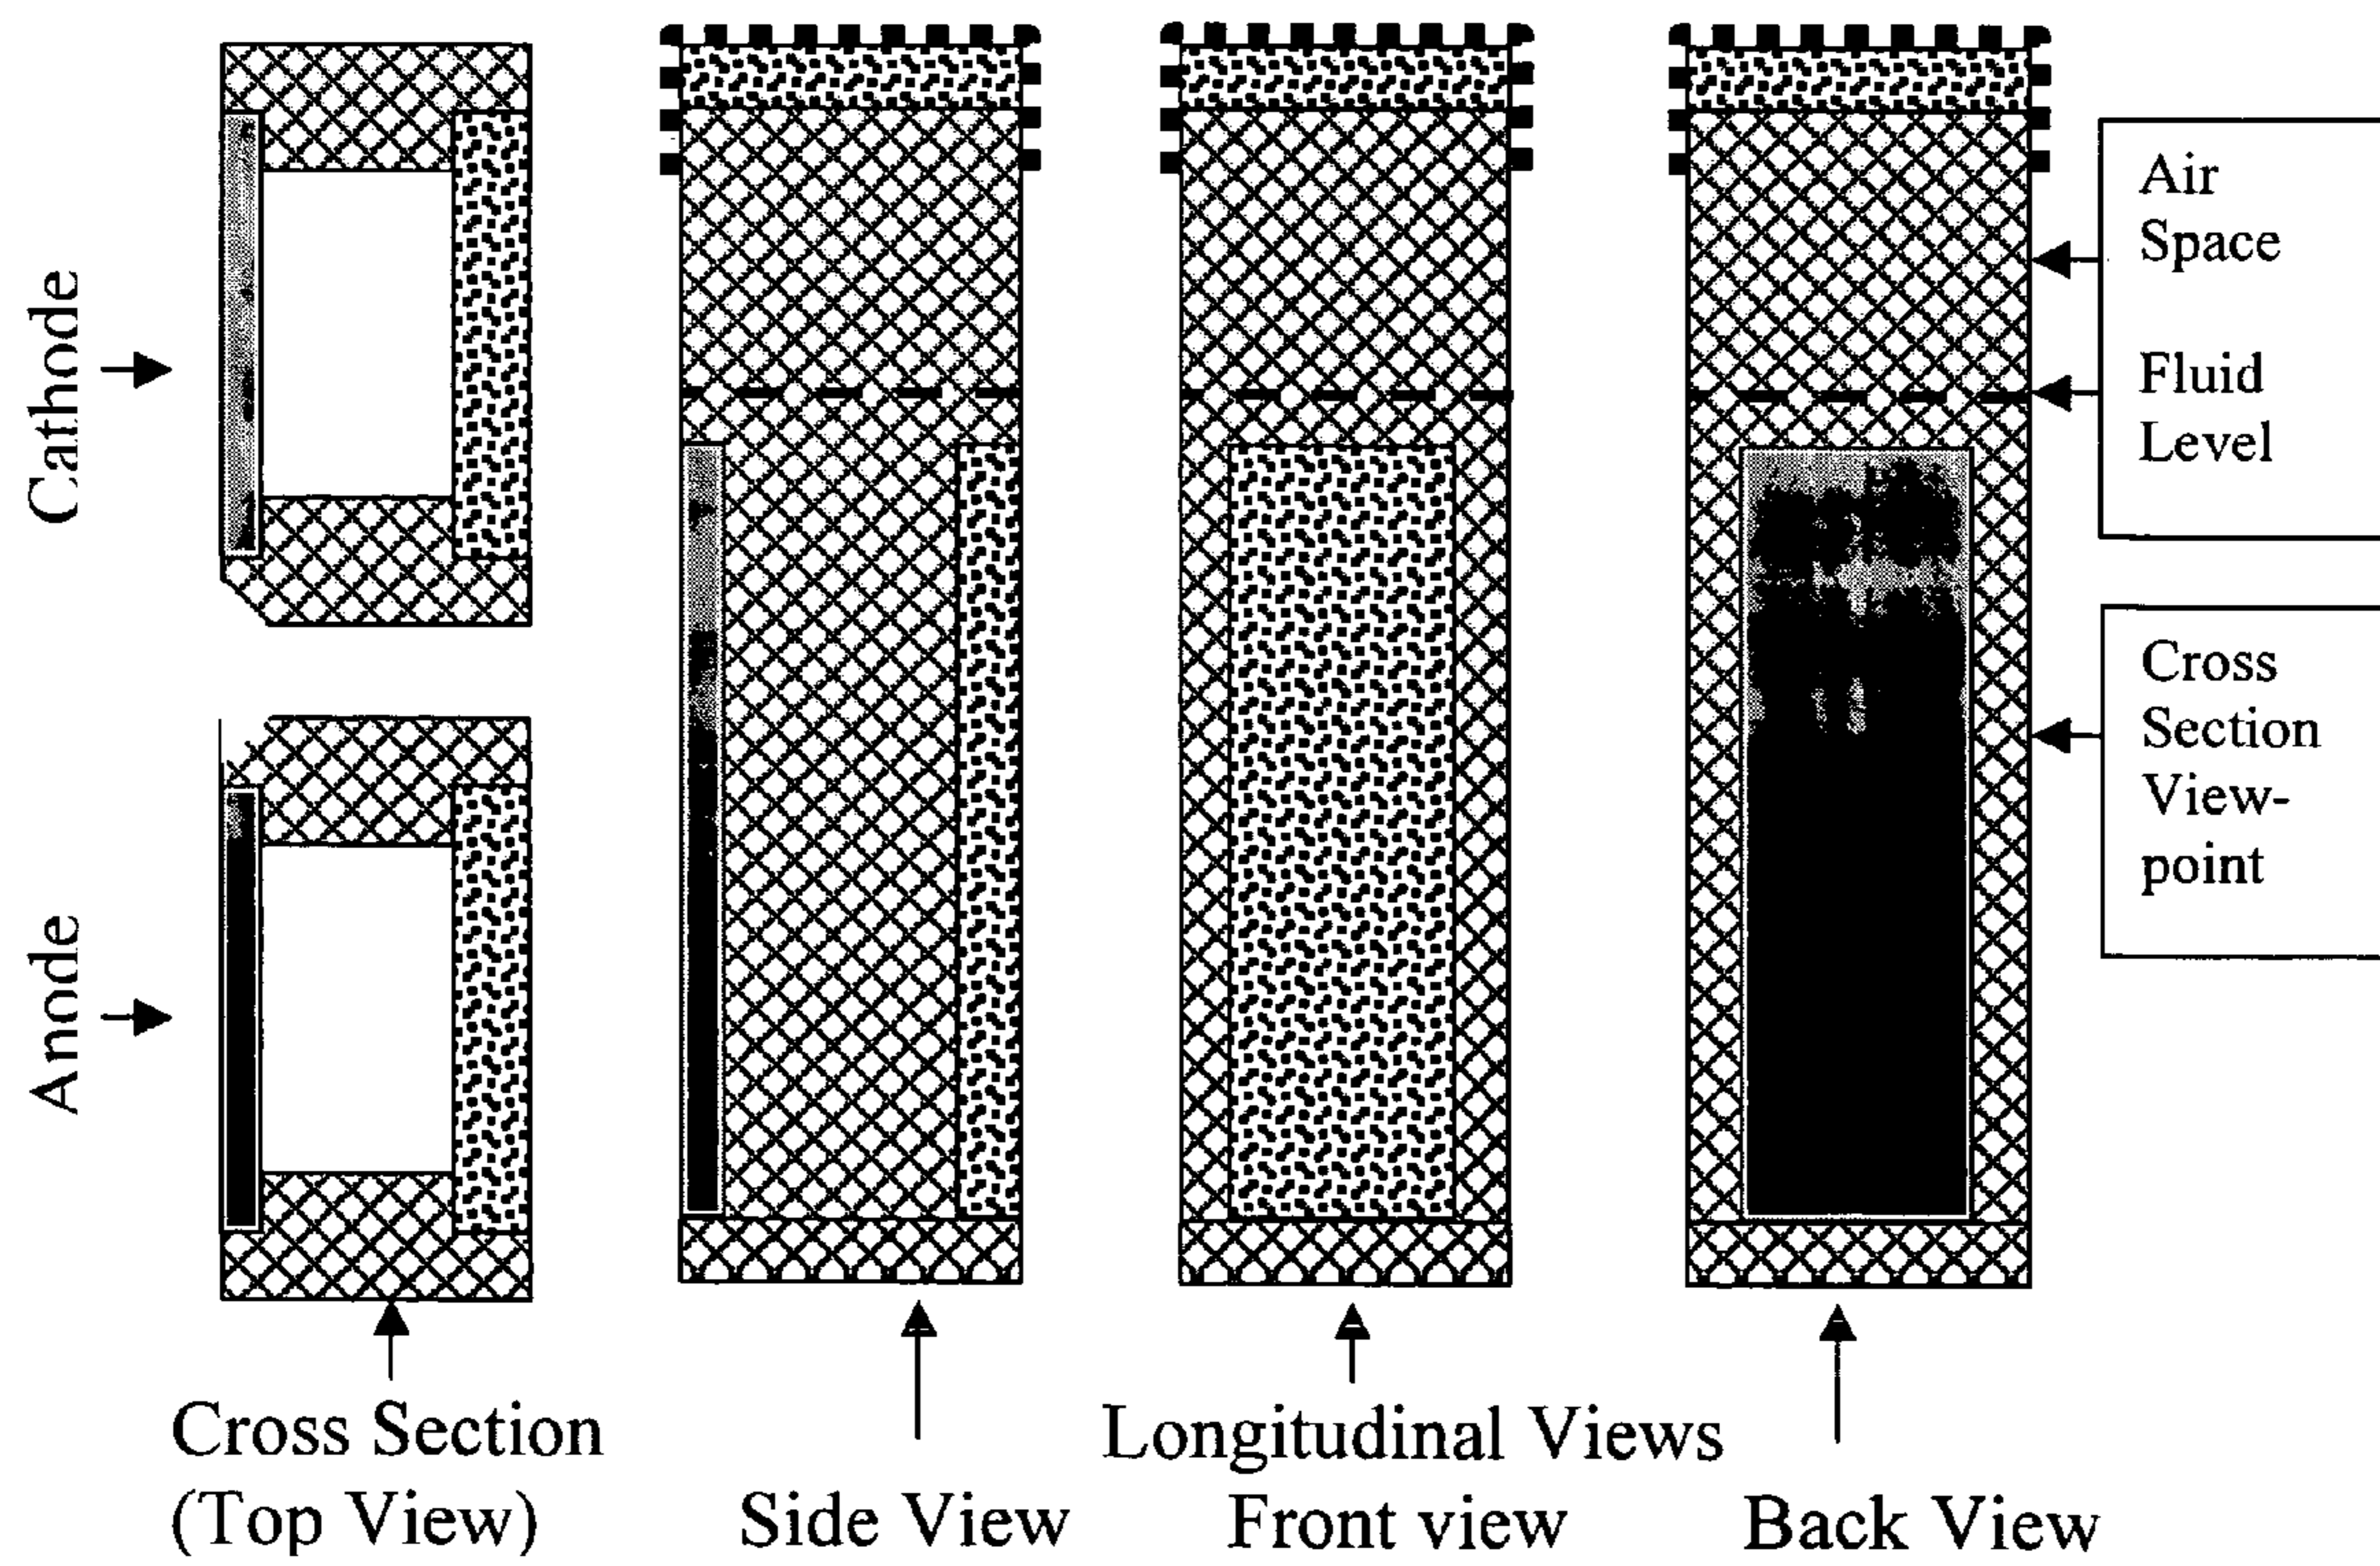 Cathode
Anode
Air
Space
Fluid
Level
Cross
Section
View-
point
Cross Section
(Top View)
Side View
Longitudinal Views
Front view
Back View